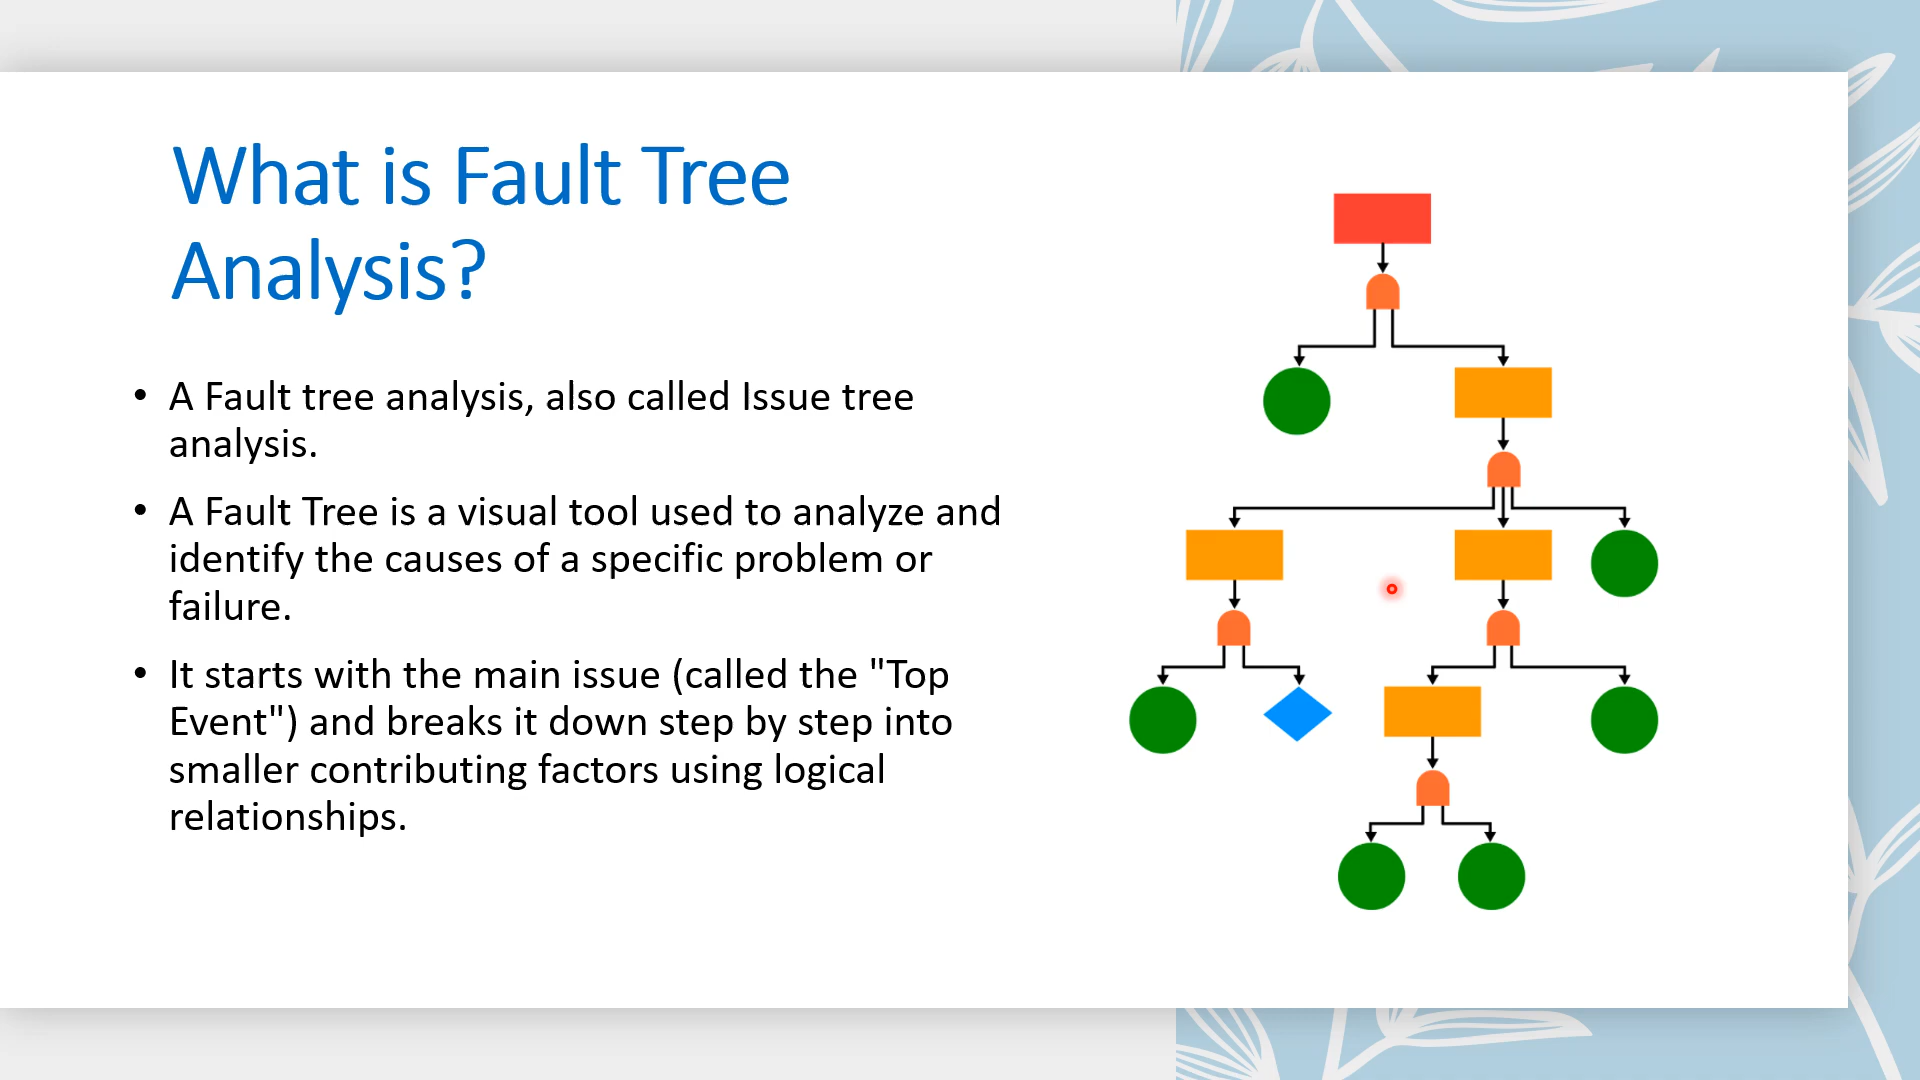 What is Fault Tree
Analysis?
• A Fault tree analysis, also called Issue tree
analysis.
• A Fault Tree is a visual tool used to analyze and
identify the causes of a specific problem or
failure.
• It starts with the main issue (called the "Top
Event") and breaks it down step by step into
smaller contributing factors using logical
relationships.